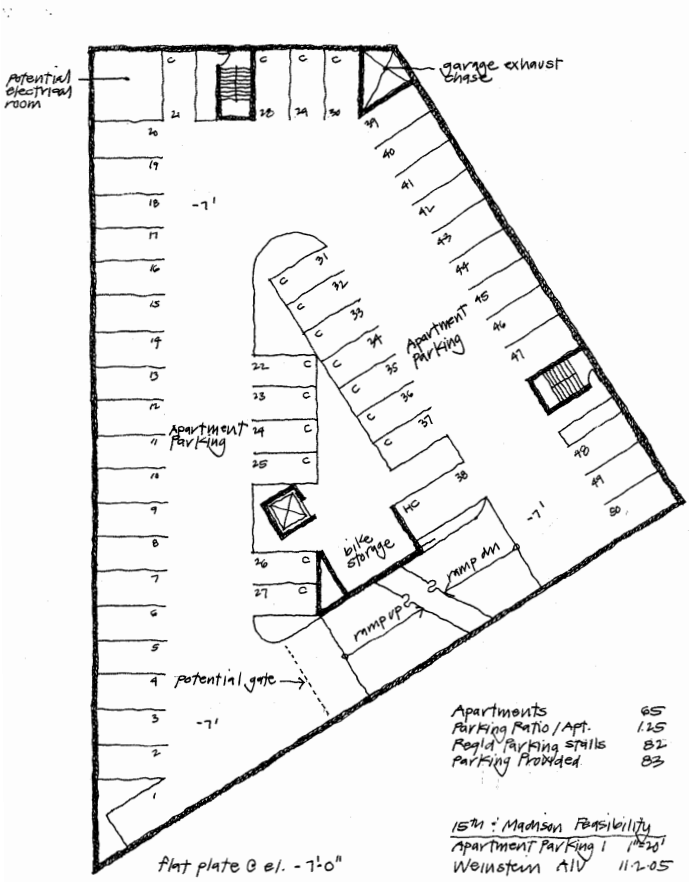 potential
electrical
room
C
C
C
C
garage exhaust
chase
21
28
29
30
39
20
40
19
41
18
-7'
42
17
43
16
31
C
44
32
C
15
33
C
45
14
34
C
Apartment
Parking
46
22
C
35
C
47
13
23
C
36
C
12
24
C
37
C
Apartment
Parking
11
25
C
48
10
38
49
9
HC
50
-7'
8
bike
storage
26
C
ramp dn
7
27
C
6
ramp up
5
potential gate
4
3
-7'
2
1
Apartments 65
Parking Ratio/Apt. 1.25
Req'd Parking Stalls 82
Parking Provided 83
15th & Madison Feasibility
Apartment Parking 1 1"=20'
Weinstein A|U 11.2.05
flat plate @ el. -7'-0"